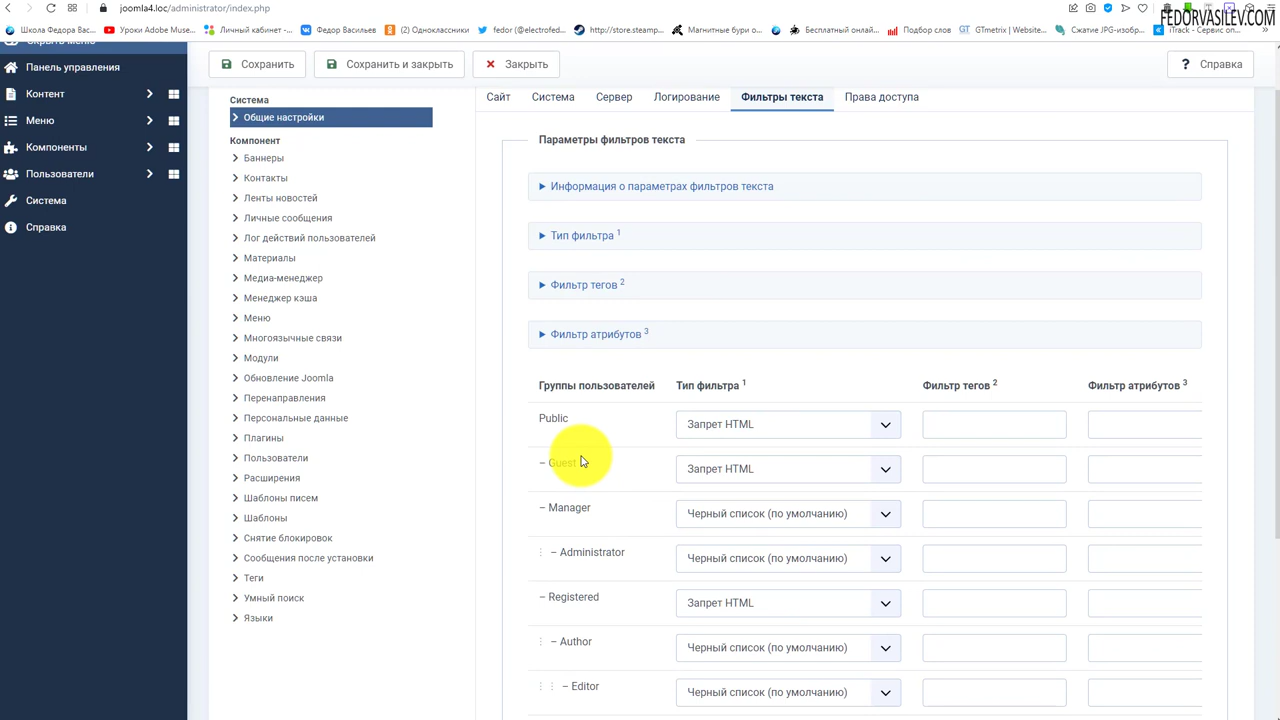 joomla4.loc/administrator/index.php
FEDORVASILEV.COM
Школа Федора Вас...
Уроки Adobe Muse...
Личный кабинет -...
Федор Васильев
(2) Одноклассники
fedor (@electrofed...
http://store.steamp...
Магнитные бури о...
Бесплатный онлай...
Подбор слов
GTmetrix | Website...
Сжатие JPG-изобр...
iTrack - Сервис оп...
Скрыть меню
Панель управления
Контент
Меню
Компоненты
Пользователи
Система
Справка
Сохранить
Сохранить и закрыть
Закрыть
? Справка
Система
Общие настройки
Компонент
Баннеры
Контакты
Ленты новостей
Личные сообщения
Лог действий пользователей
Материалы
Медиа-менеджер
Менеджер кэша
Меню
Многоязычные связи
Модули
Обновление Joomla
Перенаправления
Персональные данные
Плагины
Пользователи
Расширения
Шаблоны писем
Шаблоны
Снятие блокировок
Сообщения после установки
Теги
Умный поиск
Языки
Сайт Система Сервер Логирование Фильтры текста Права доступа
Параметры фильтров текста
Информация о параметрах фильтров текста
Тип фильтра 1
Фильтр тегов 2
Фильтр атрибутов 3
Группы пользователей Тип фильтра 1 Фильтр тегов 2 Фильтр атрибутов 3
Public Запрет HTML
– Guest Запрет HTML
– Manager Черный список (по умолчанию)
⋮ – Administrator Черный список (по умолчанию)
– Registered Запрет HTML
⋮ – Author Черный список (по умолчанию)
⋮ ⋮ – Editor Черный список (по умолчанию)